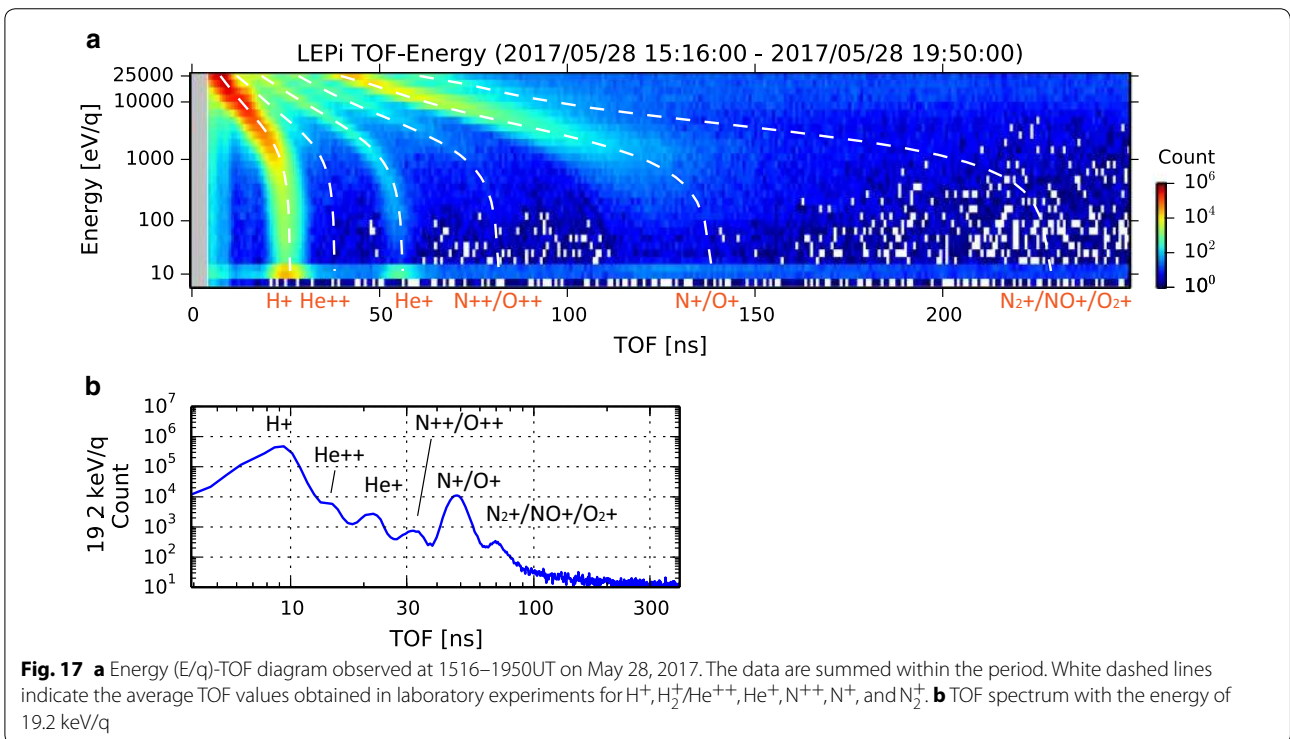 a
LEPi TOF-Energy (2017/05/28 15:16:00 - 2017/05/28 19:50:00)
Energy [eV/q]
25000
10000
1000
100
10
H+ He++ He+ N++/O++ N+/O+ N2+/NO+/O2+
0 50 100 150 200
TOF [ns]
Count
10^6
10^4
10^2
10^0
b
19.2 keV/q
Count
10^7
10^6
10^5
10^4
10^3
10^2
10^1
H+
He++
He+
N++/O++
N+/O+
N2+/NO+/O2+
10 30 100 300
TOF [ns]
Fig. 17 a Energy (E/q)-TOF diagram observed at 1516–1950UT on May 28, 2017. The data are summed within the period. White dashed lines
indicate the average TOF values obtained in laboratory experiments for H⁺, H₂⁺/He⁺⁺, He⁺, N⁺⁺, N⁺, and N₂⁺. b TOF spectrum with the energy of
19.2 keV/q